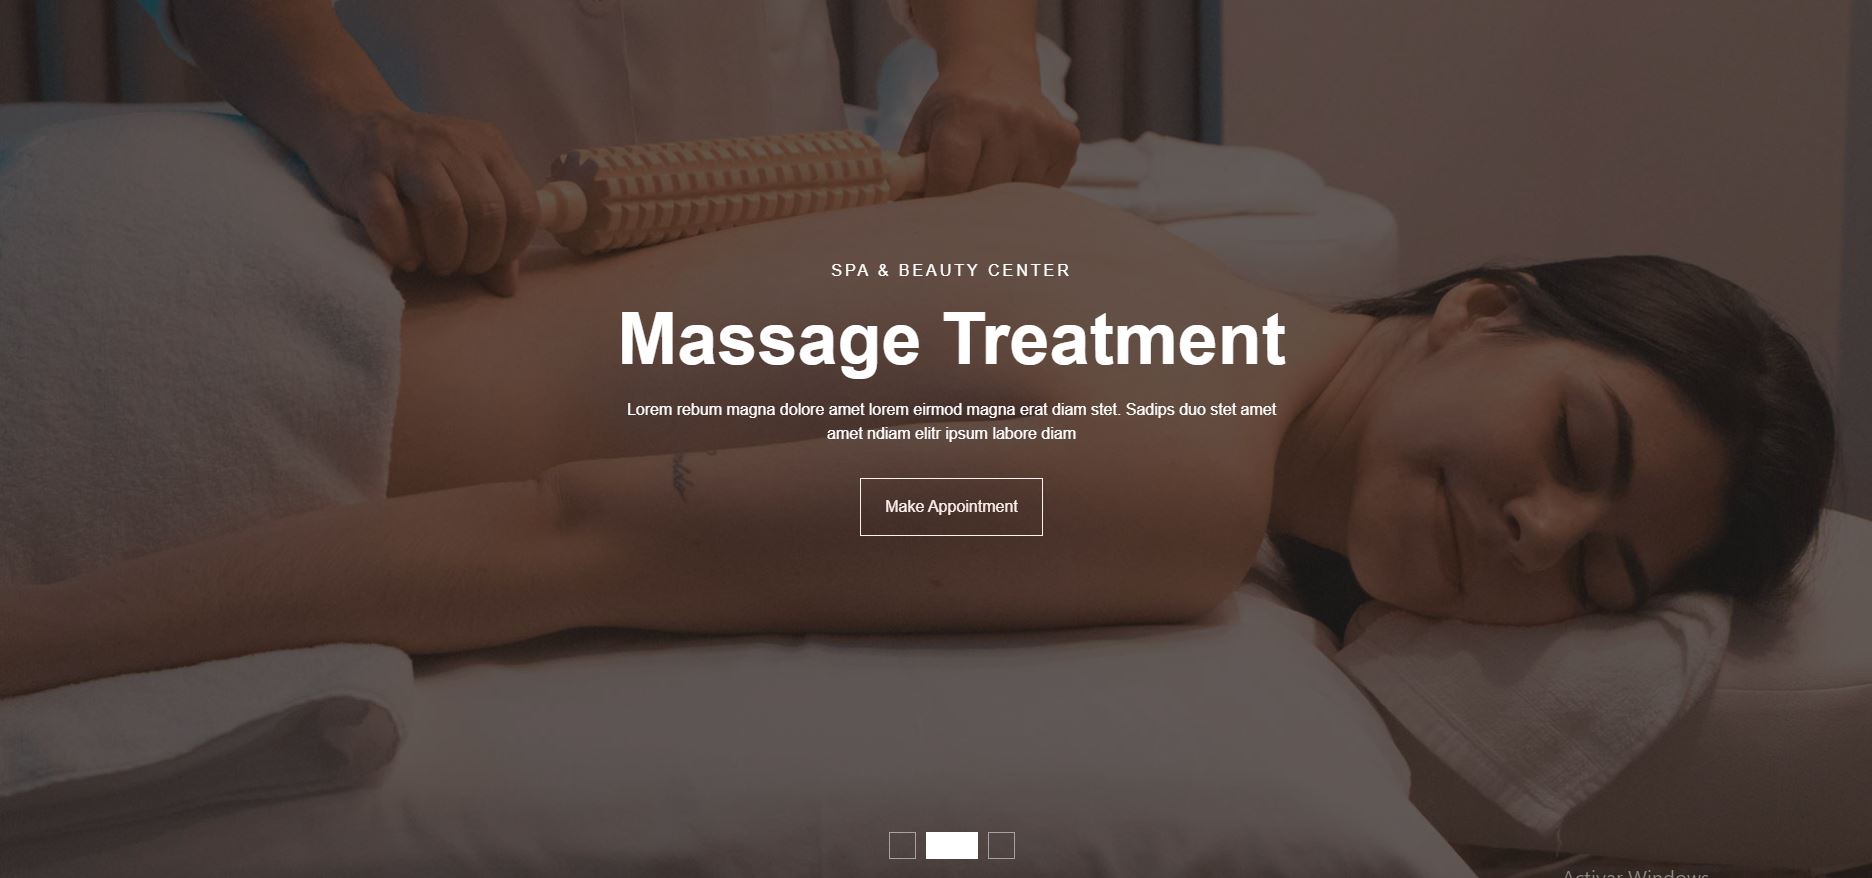 SPA & BEAUTY CENTER
Massage Treatment
Lorem rebum magna dolore amet lorem eirmod magna erat diam stet. Sadips duo stet amet
amet ndiam elitr ipsum labore diam
Make Appointment
Activar Windows